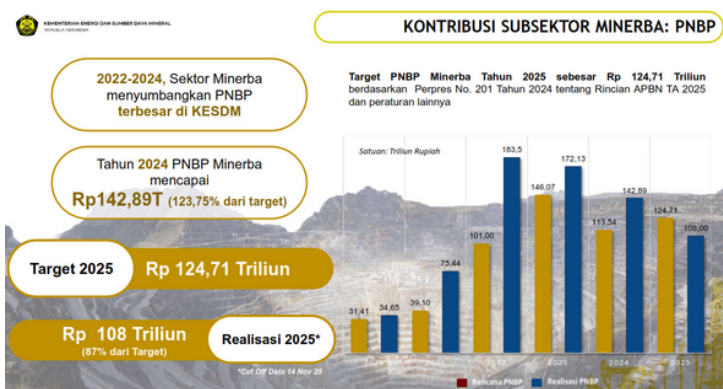 KEMENTERIAN ENERGI DAN SUMBER DAYA MINERAL
REPUBLIK INDONESIA
KONTRIBUSI SUBSEKTOR MINERBA: PNBP
2022-2024, Sektor Minerba
menyumbangkan PNBP
terbesar di KESDM
Tahun 2024 PNBP Minerba
mencapai
Rp142,89T (123,75% dari target)
Target 2025
Rp 124,71 Triliun
Rp 108 Triliun
(87% dari Target)
Realisasi 2025*
*Cut Off Data 14 Nov 25
Target PNBP Minerba Tahun 2025 sebesar Rp 124,71 Triliun
berdasarkan Perpres No. 201 Tahun 2024 tentang Rincian APBN TA 2025
dan peraturan lainnya
Satuan: Triliun Rupiah
31,41
34,65
39,10
75,44
101,00
183,5
146,07
172,13
113,54
142,89
124,71
108,00
2020
2021
2022
2023
2024
2025
Rencana PNBP
Realisasi PNBP